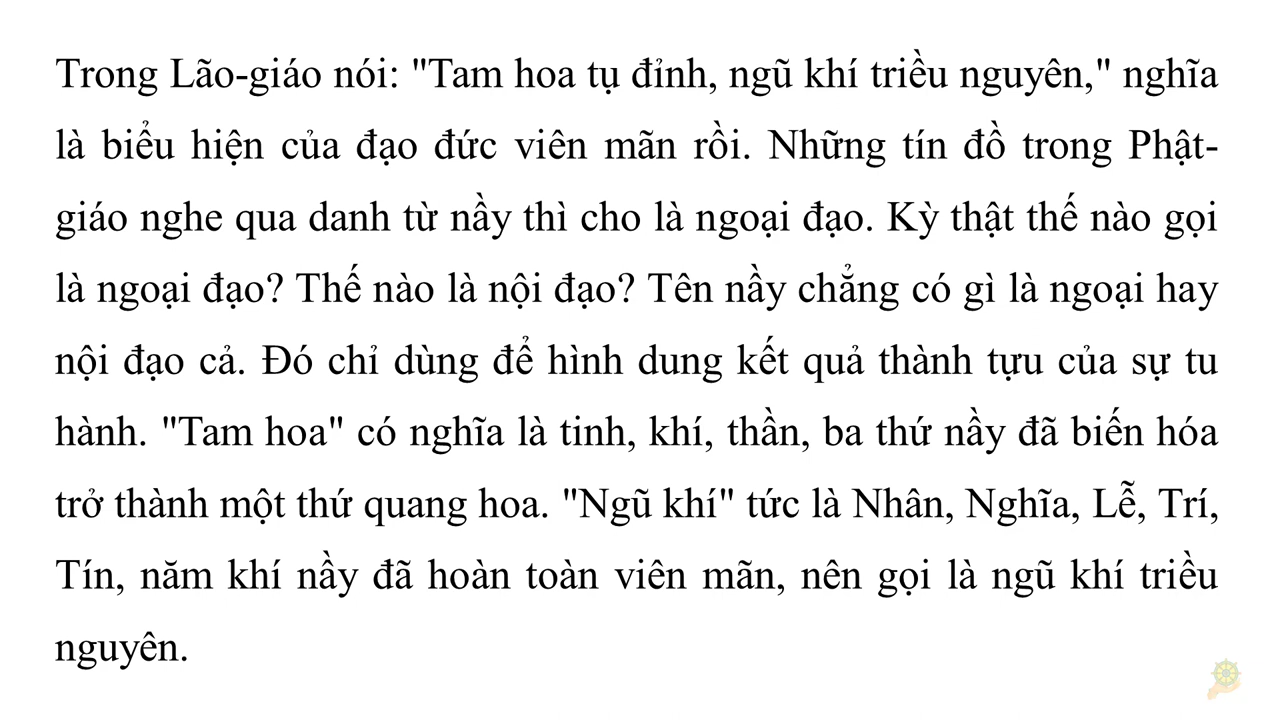 Trong Lão-giáo nói: "Tam hoa tụ đỉnh, ngũ khí triều nguyên," nghĩa
là biểu hiện của đạo đức viên mãn rồi. Những tín đồ trong Phật-
giáo nghe qua danh từ nầy thì cho là ngoại đạo. Kỳ thật thế nào gọi
là ngoại đạo? Thế nào là nội đạo? Tên nầy chẳng có gì là ngoại hay
nội đạo cả. Đó chỉ dùng để hình dung kết quả thành tựu của sự tu
hành. "Tam hoa" có nghĩa là tinh, khí, thần, ba thứ nầy đã biến hóa
trở thành một thứ quang hoa. "Ngũ khí" tức là Nhân, Nghĩa, Lễ, Trí,
Tín, năm khí nầy đã hoàn toàn viên mãn, nên gọi là ngũ khí triều
nguyên.